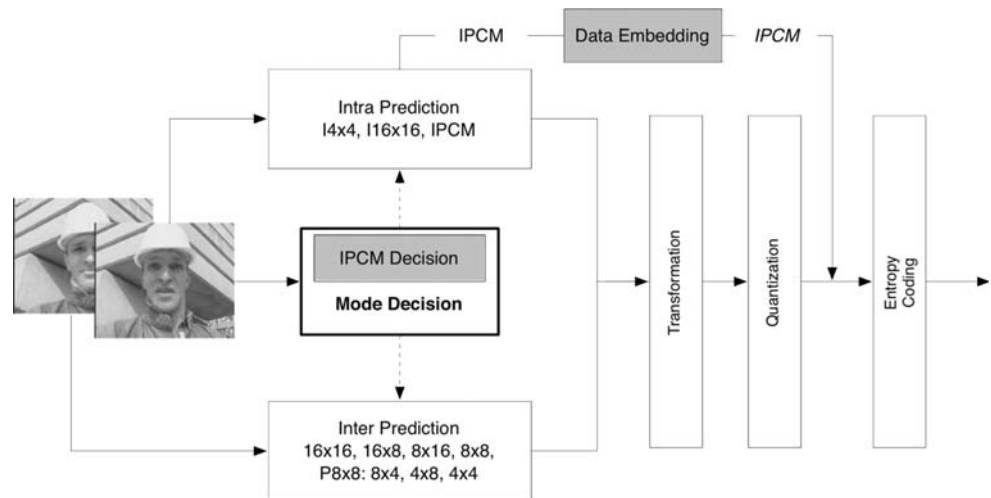 IPCM
Data Embedding
IPCM
Intra Prediction
I4x4, I16x16, IPCM
IPCM Decision
Mode Decision
Inter Prediction
16x16, 16x8, 8x16, 8x8,
P8x8: 8x4, 4x8, 4x4
Transformation
Quantization
Entropy
Coding